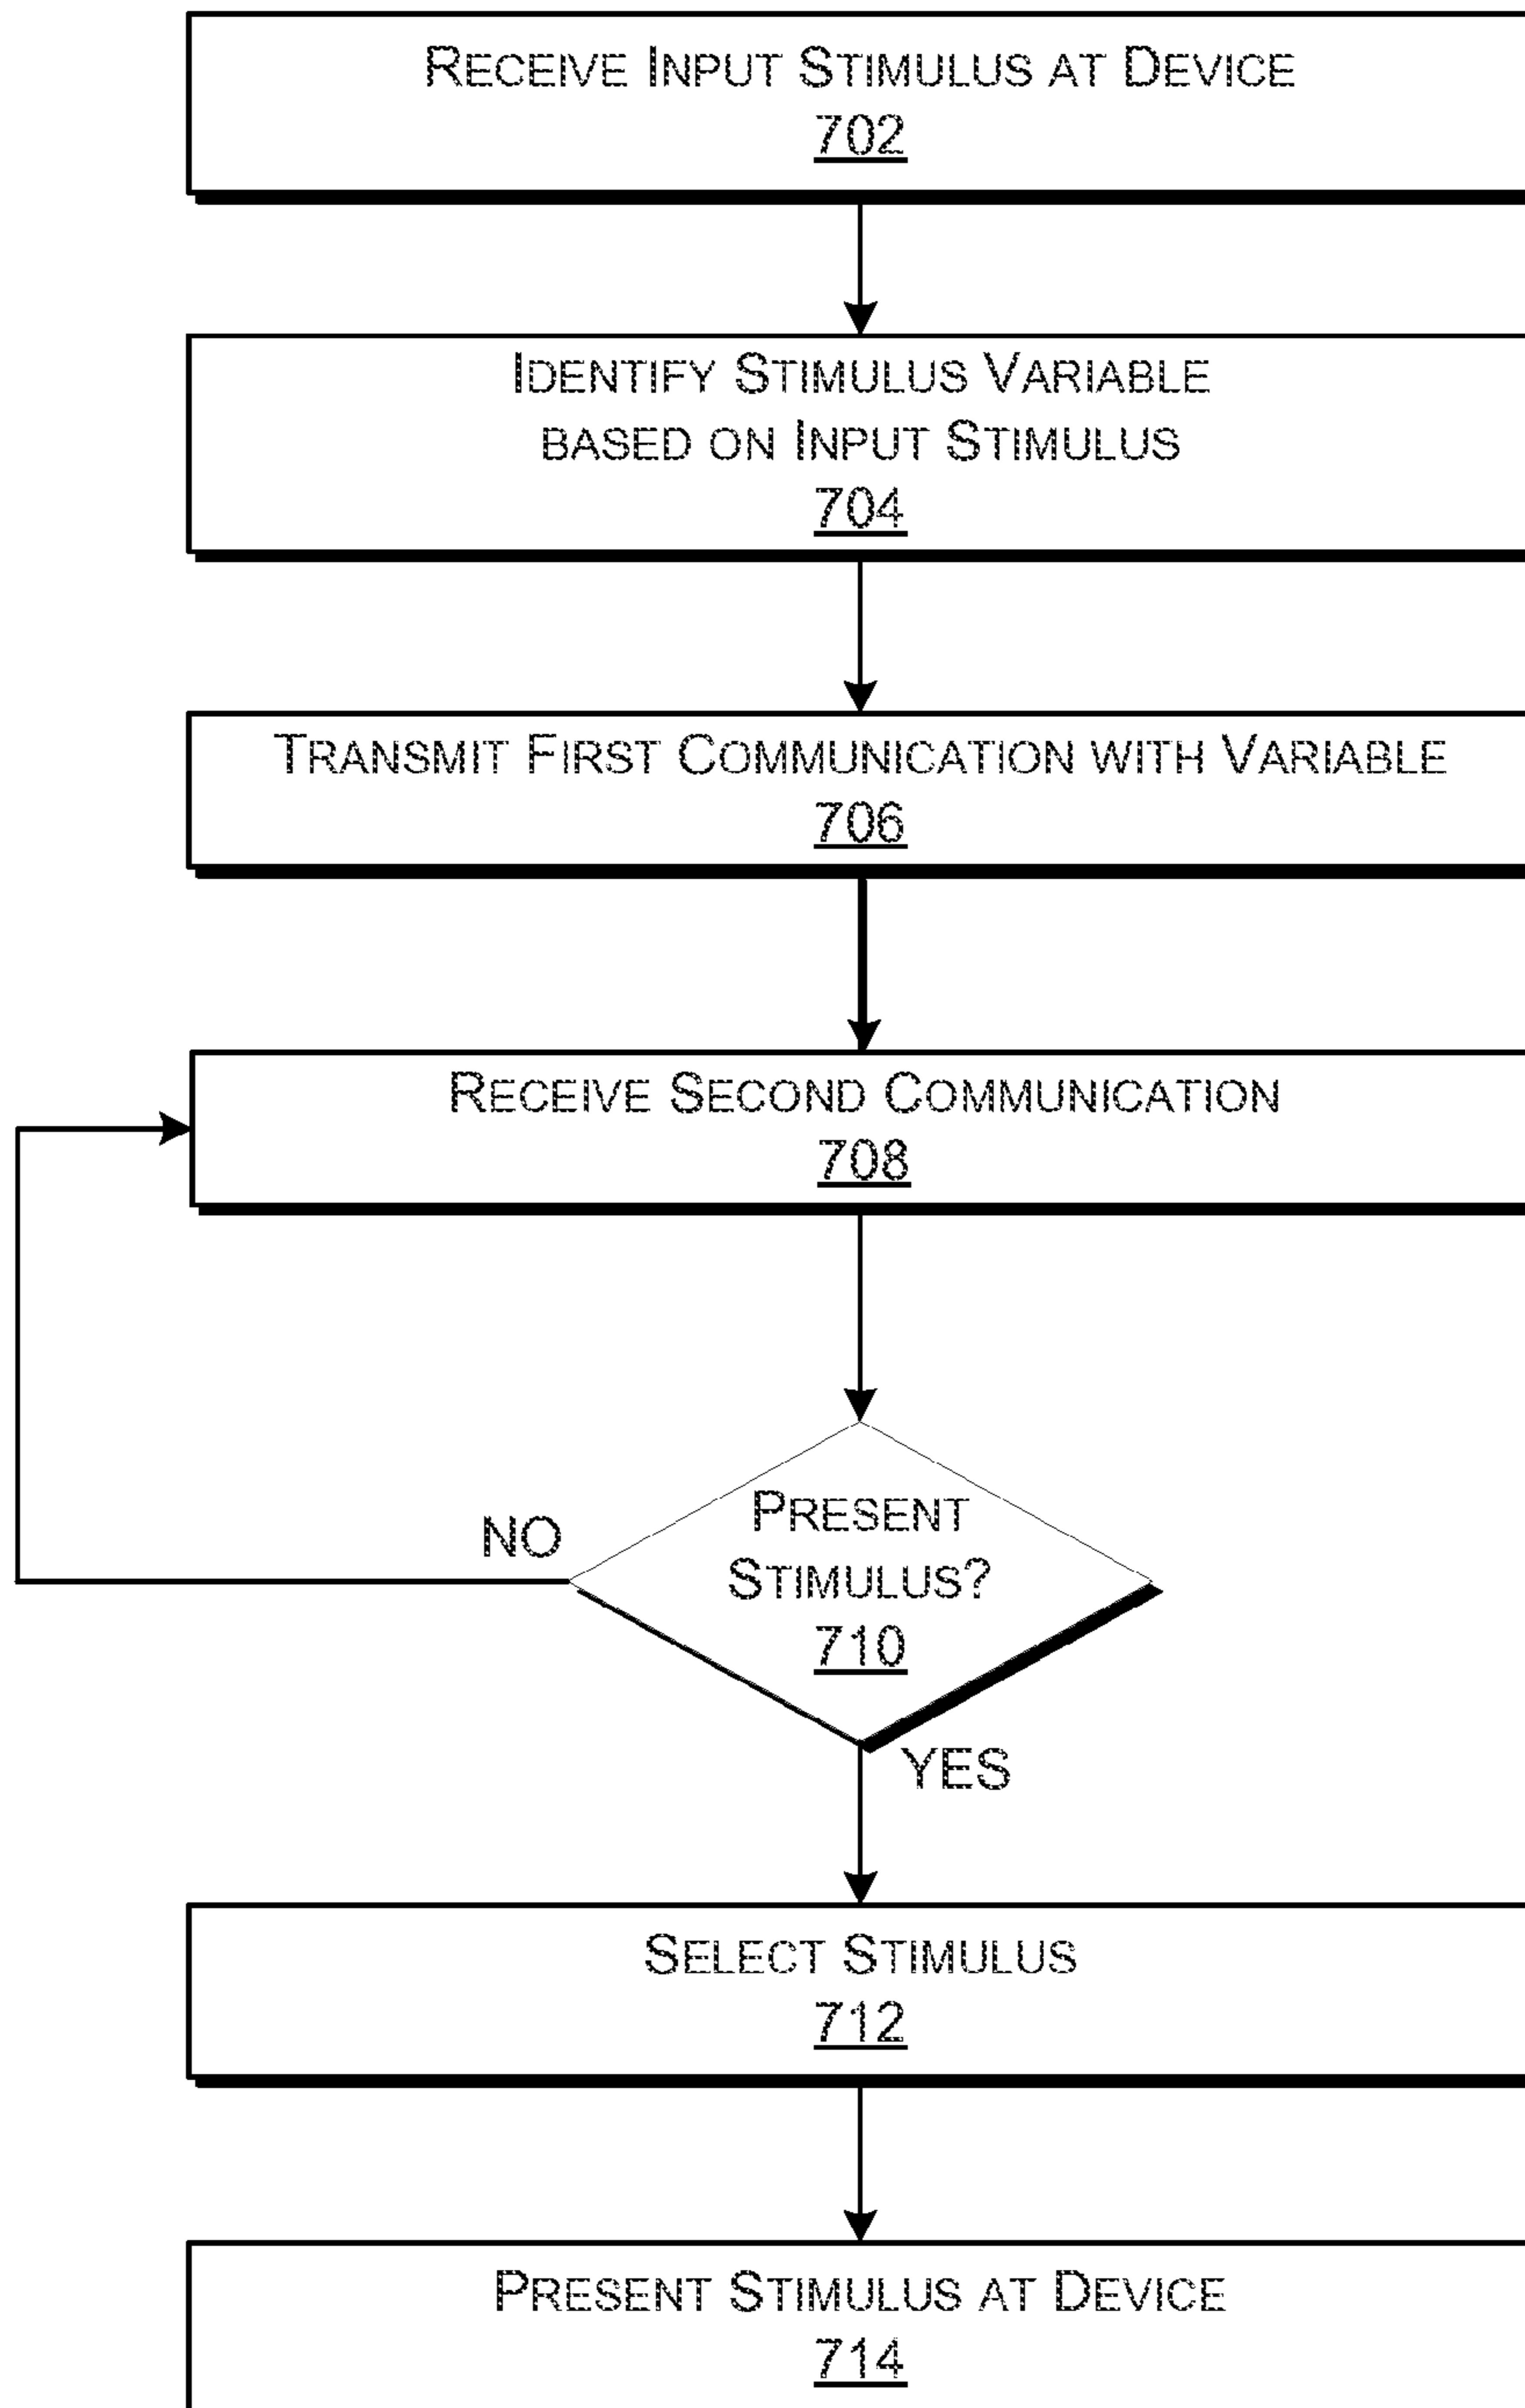 RECEIVE INPUT STIMULUS AT DEVICE
702
IDENTIFY STIMULUS VARIABLE
BASED ON INPUT STIMULUS
704
TRANSMIT FIRST COMMUNICATION WITH VARIABLE
706
RECEIVE SECOND COMMUNICATION
708
PRESENT
STIMULUS?
710
NO
YES
SELECT STIMULUS
712
PRESENT STIMULUS AT DEVICE
714